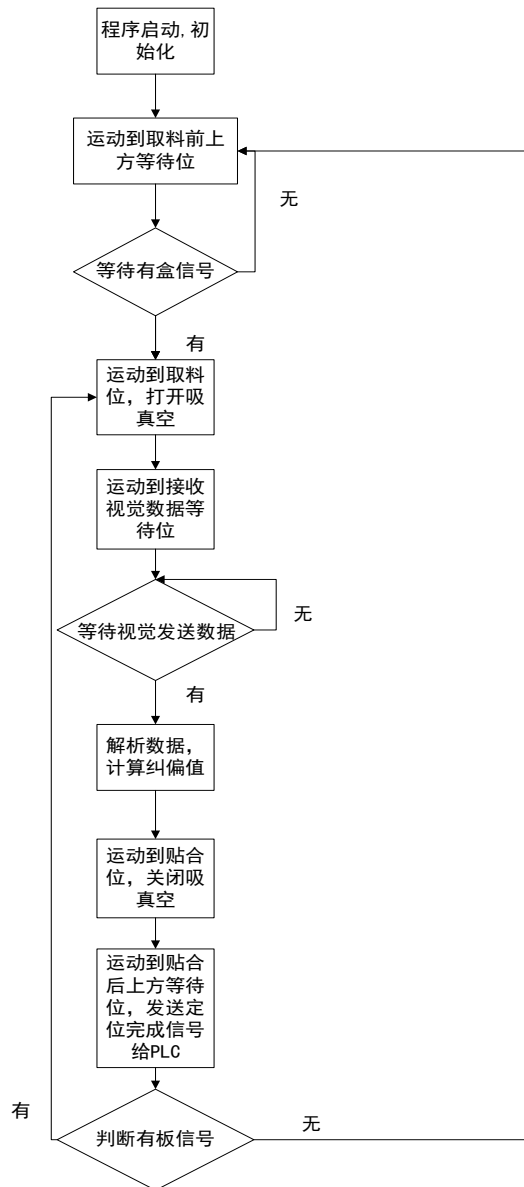 程序启动,初
始化
运动到取料前上
方等待位
无
等待有盒信号
有
运动到取料
位，打开吸
真空
运动到接收
视觉数据等
待位
无
等待视觉发送数据
有
解析数据，
计算纠偏值
运动到贴合
位，关闭吸
真空
运动到贴合
后上方等待
位，发送定
位完成信号
给PLC
有
无
判断有板信号